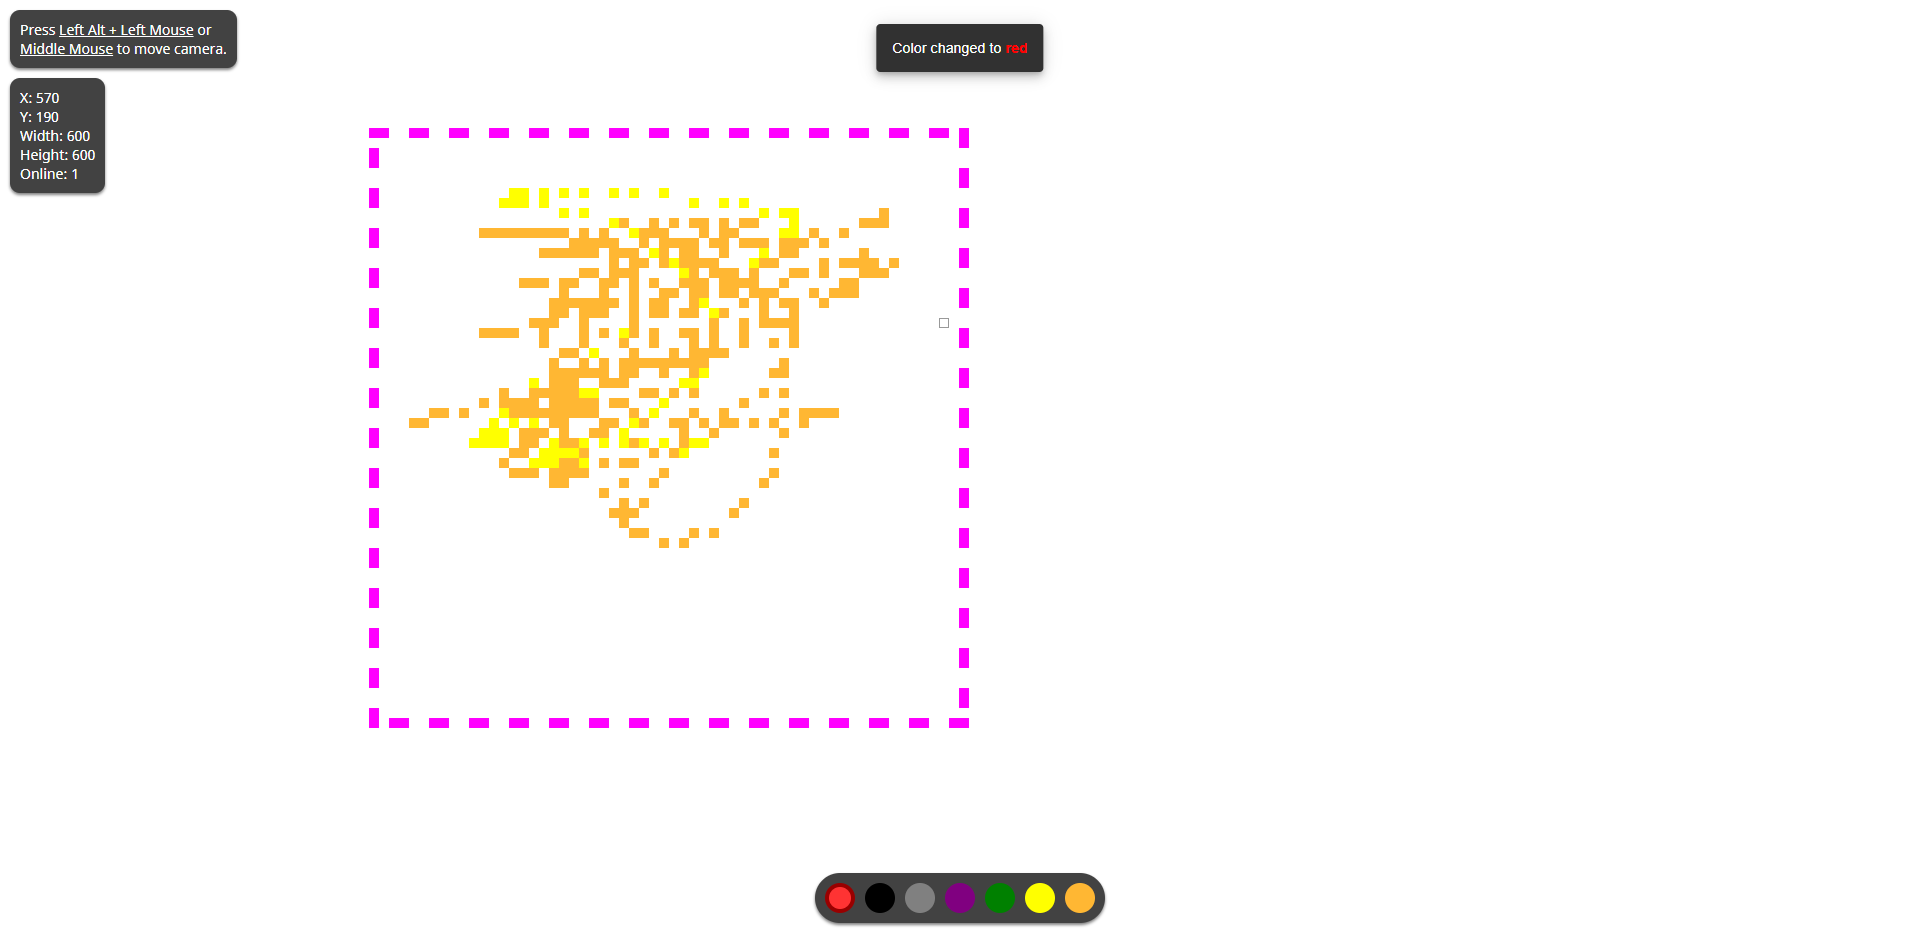 Press Left Alt + Left Mouse or
Middle Mouse to move camera.
Color changed to red
X: 570
Y: 190
Width: 600
Height: 600
Online: 1